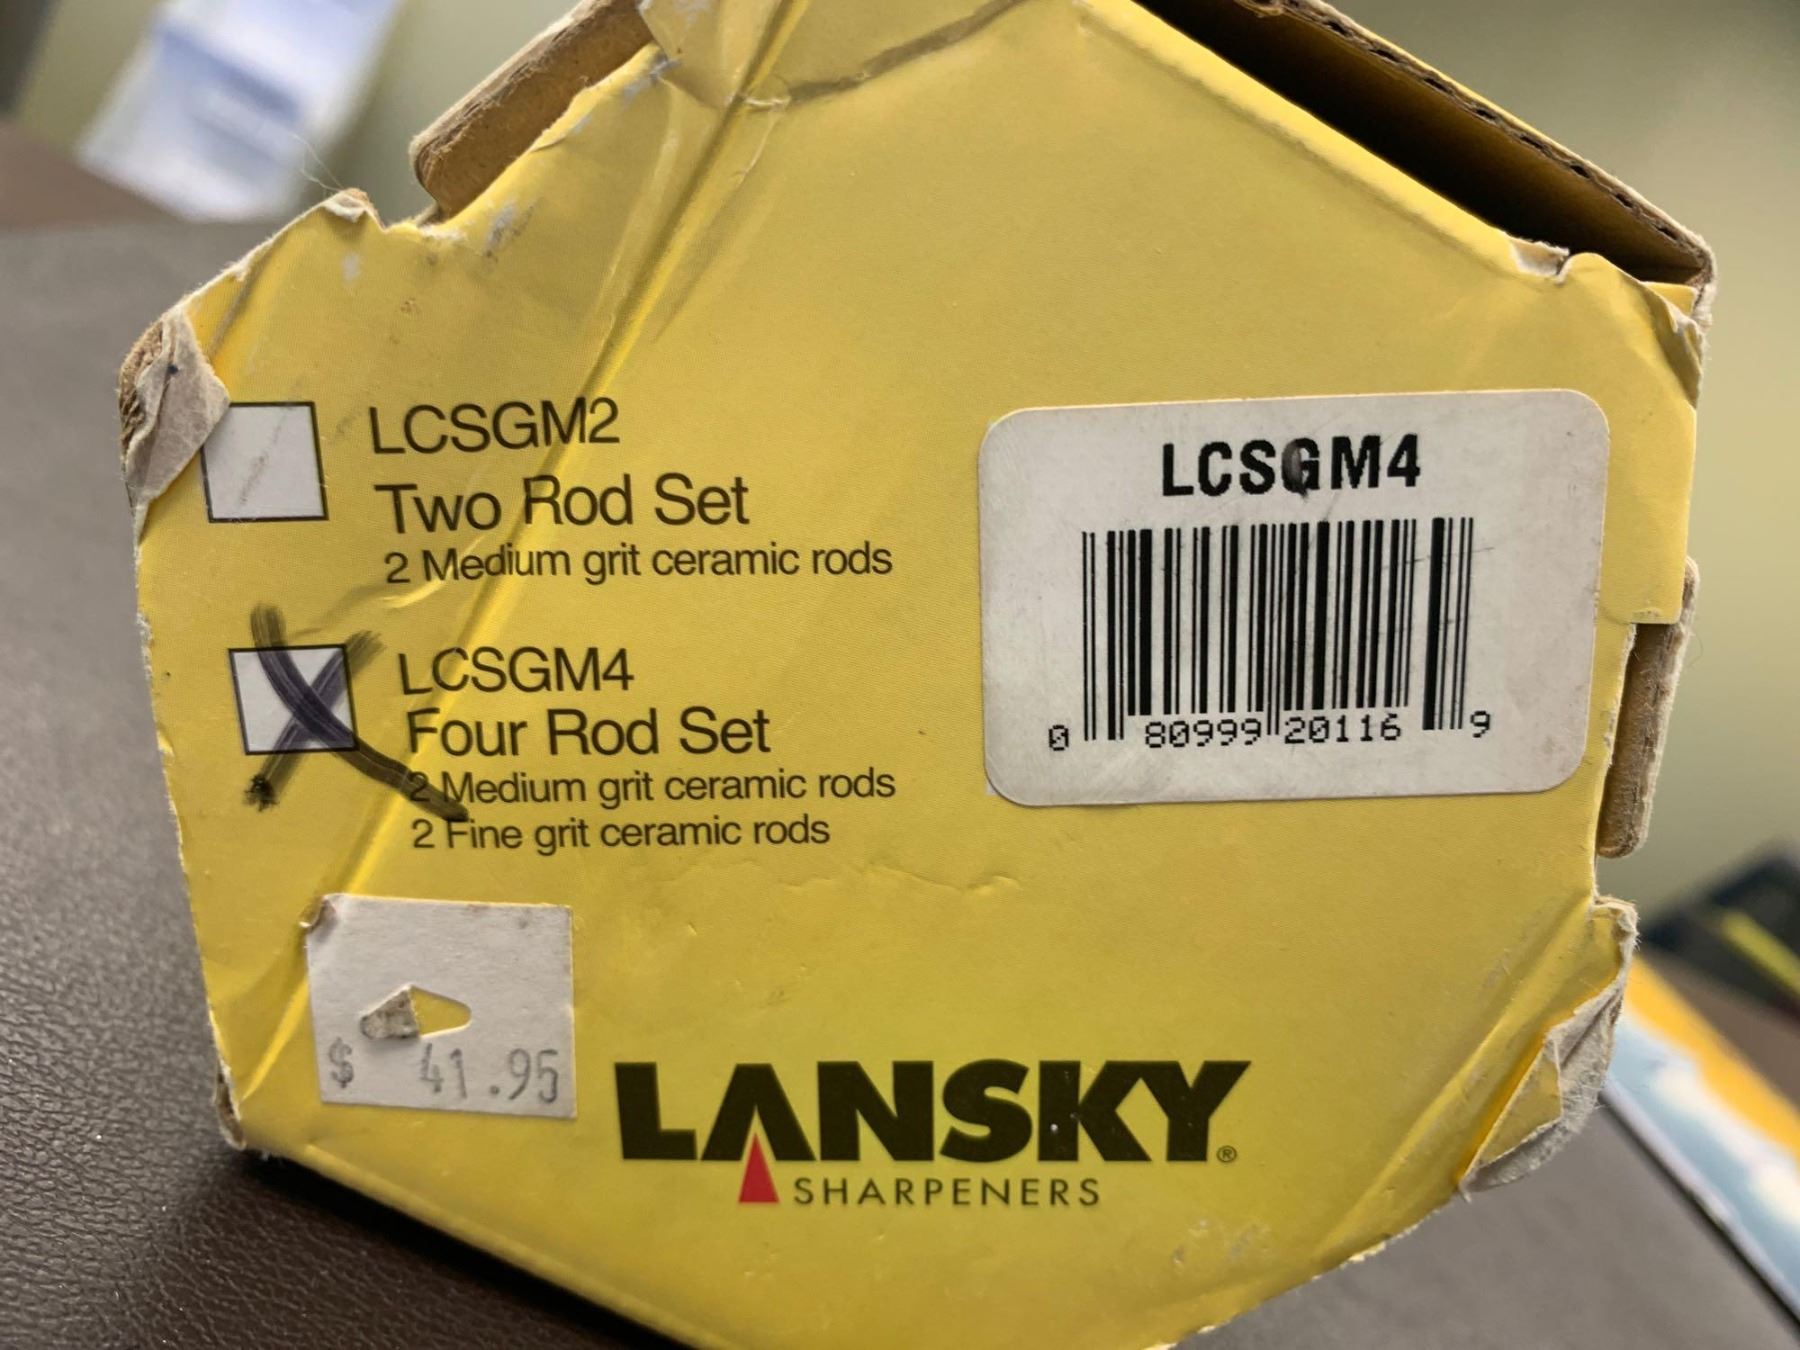 LCSGM2
Two Rod Set
2 Medium grit ceramic rods
LCSGM4
Four Rod Set
2 Medium grit ceramic rods
2 Fine grit ceramic rods
LCSGM4
0 80999 20116 9
$ 41.95
LANSKY®
SHARPENERS